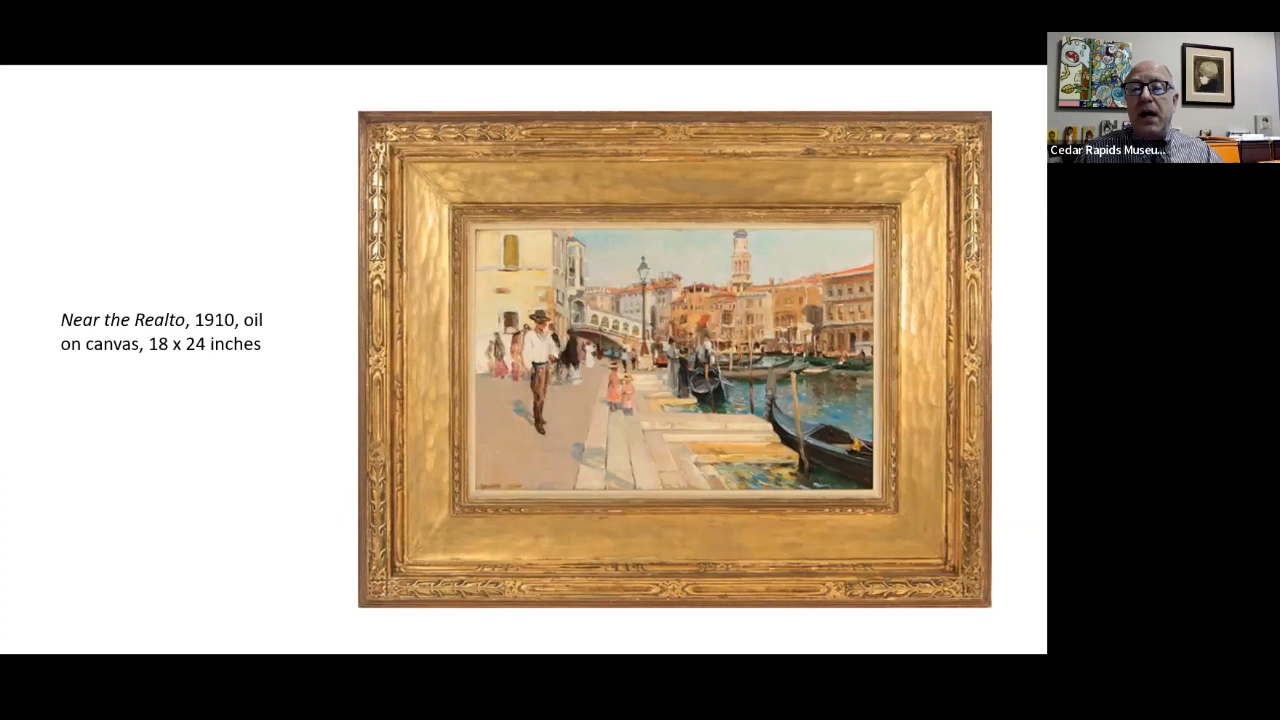 Near the Realto, 1910, oil
on canvas, 18 x 24 inches
Cedar Rapids Museu...